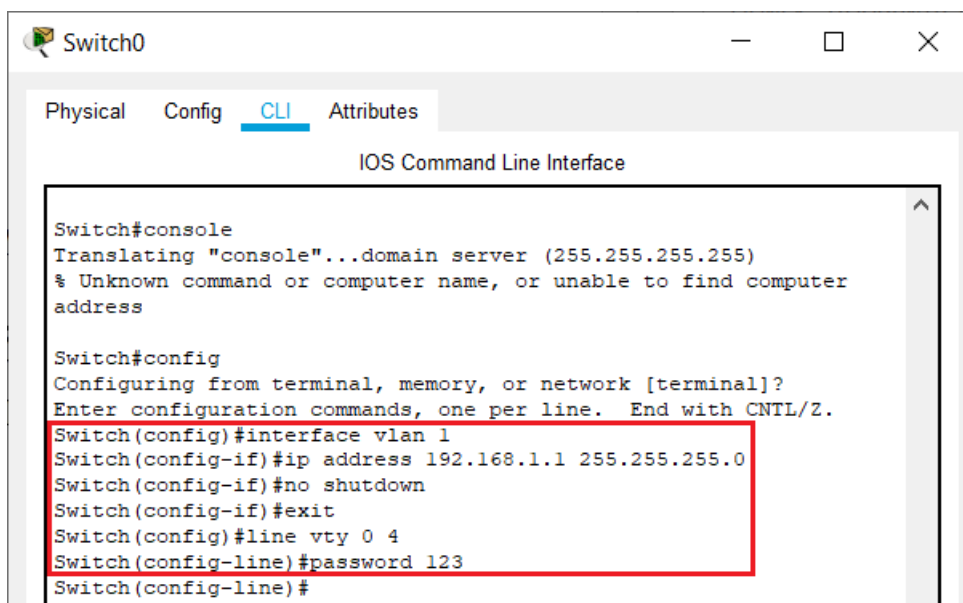 Switch0
Physical Config CLI Attributes
IOS Command Line Interface
Switch#console
Translating "console"...domain server (255.255.255.255)
% Unknown command or computer name, or unable to find computer
address
Switch#config
Configuring from terminal, memory, or network [terminal]?
Enter configuration commands, one per line.  End with CNTL/Z.
Switch(config)#interface vlan 1
Switch(config-if)#ip address 192.168.1.1 255.255.255.0
Switch(config-if)#no shutdown
Switch(config-if)#exit
Switch(config)#line vty 0 4
Switch(config-line)#password 123
Switch(config-line)#